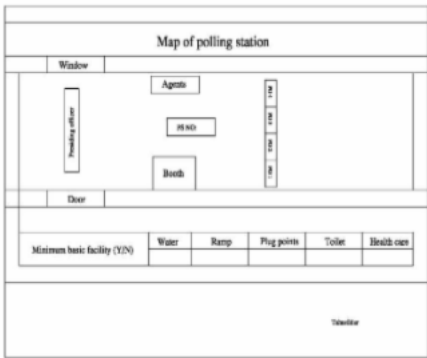 Map of polling station
Window
Agents
Presiding officer
Booth
Door
Minimum basic facility (Y/N)
Water
Ramp
Plug points
Toilet
Health care